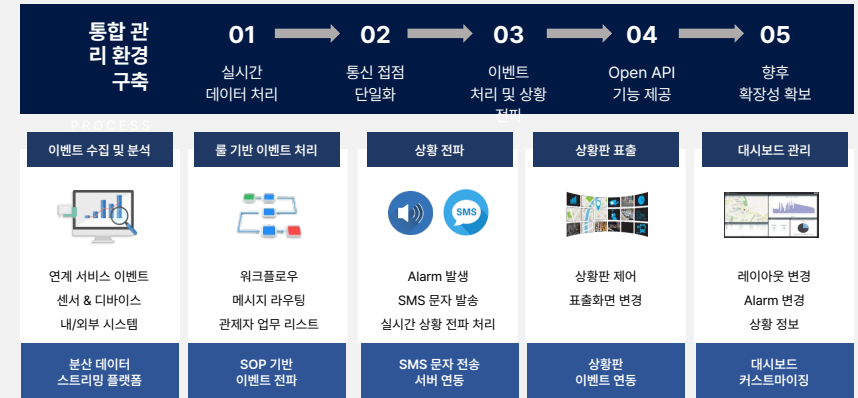 통합 관
리 환경
구축
PROCESS
01
실시간
데이터 처리
02
통신 접점
단일화
03
이벤트
처리 및 상황
전파
04
Open API
기능 제공
05
향후
확장성 확보
이벤트 수집 및 분석
연계 서비스 이벤트
센서 & 디바이스
내/외부 시스템
분산 데이터
스트리밍 플랫폼
룰 기반 이벤트 처리
워크플로우
메시지 라우팅
관제자 업무 리스트
SOP 기반
이벤트 전파
상황 전파
SMS
Alarm 발생
SMS 문자 발송
실시간 상황 전파 처리
SMS 문자 전송
서버 연동
상황판 표출
상황판 제어
표출화면 변경
상황판
이벤트 연동
대시보드 관리
레이아웃 변경
Alarm 변경
상황 정보
대시보드
커스트마이징